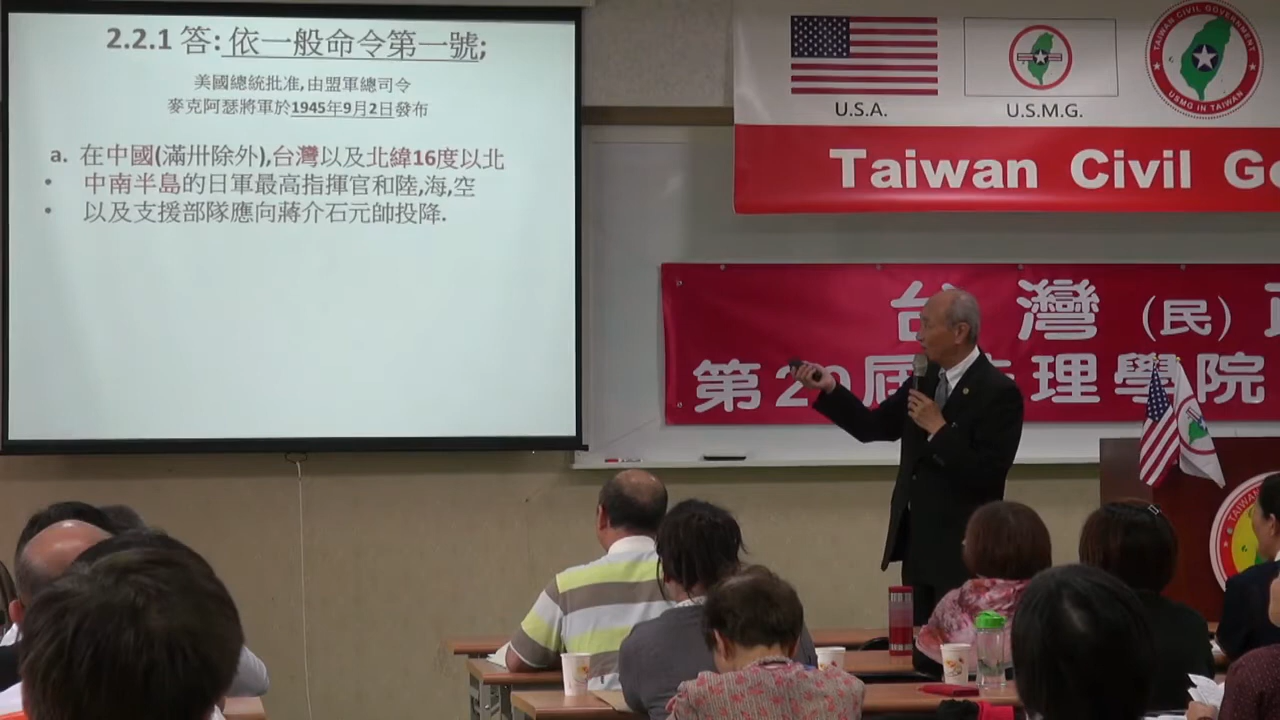 2.2.1 答: 依一般命令第一號;
美國總統批准,由盟軍總司令
麥克阿瑟將軍於1945年9月2日發布
a. 在中國(滿卅除外),台灣以及北緯16度以北
• 中南半島的日軍最高指揮官和陸,海,空
• 以及支援部隊應向蔣介石元帥投降.
U.S.A.
U.S.M.G.
TAIWAN CIVIL GOVERNMENT
USMG IN TAIWAN
Taiwan Civil Go
台灣(民)
第20屆 理學院
TAIWAN